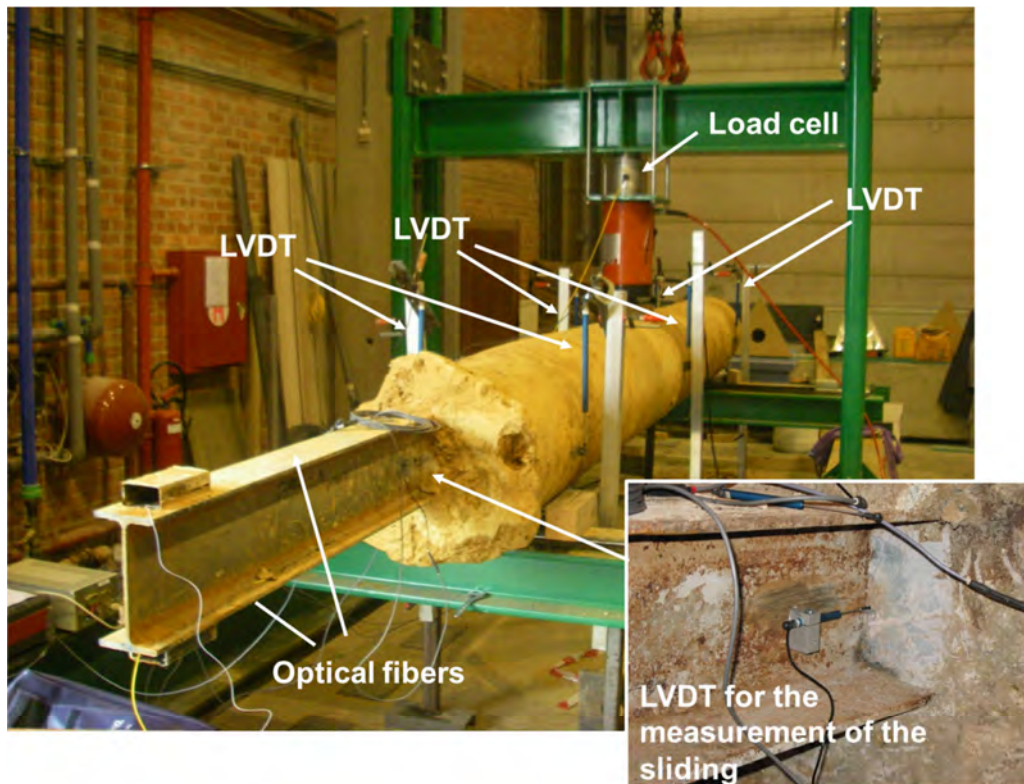 Load cell
LVDT
LVDT
LVDT
Optical fibers
LVDT for the
measurement of the
sliding